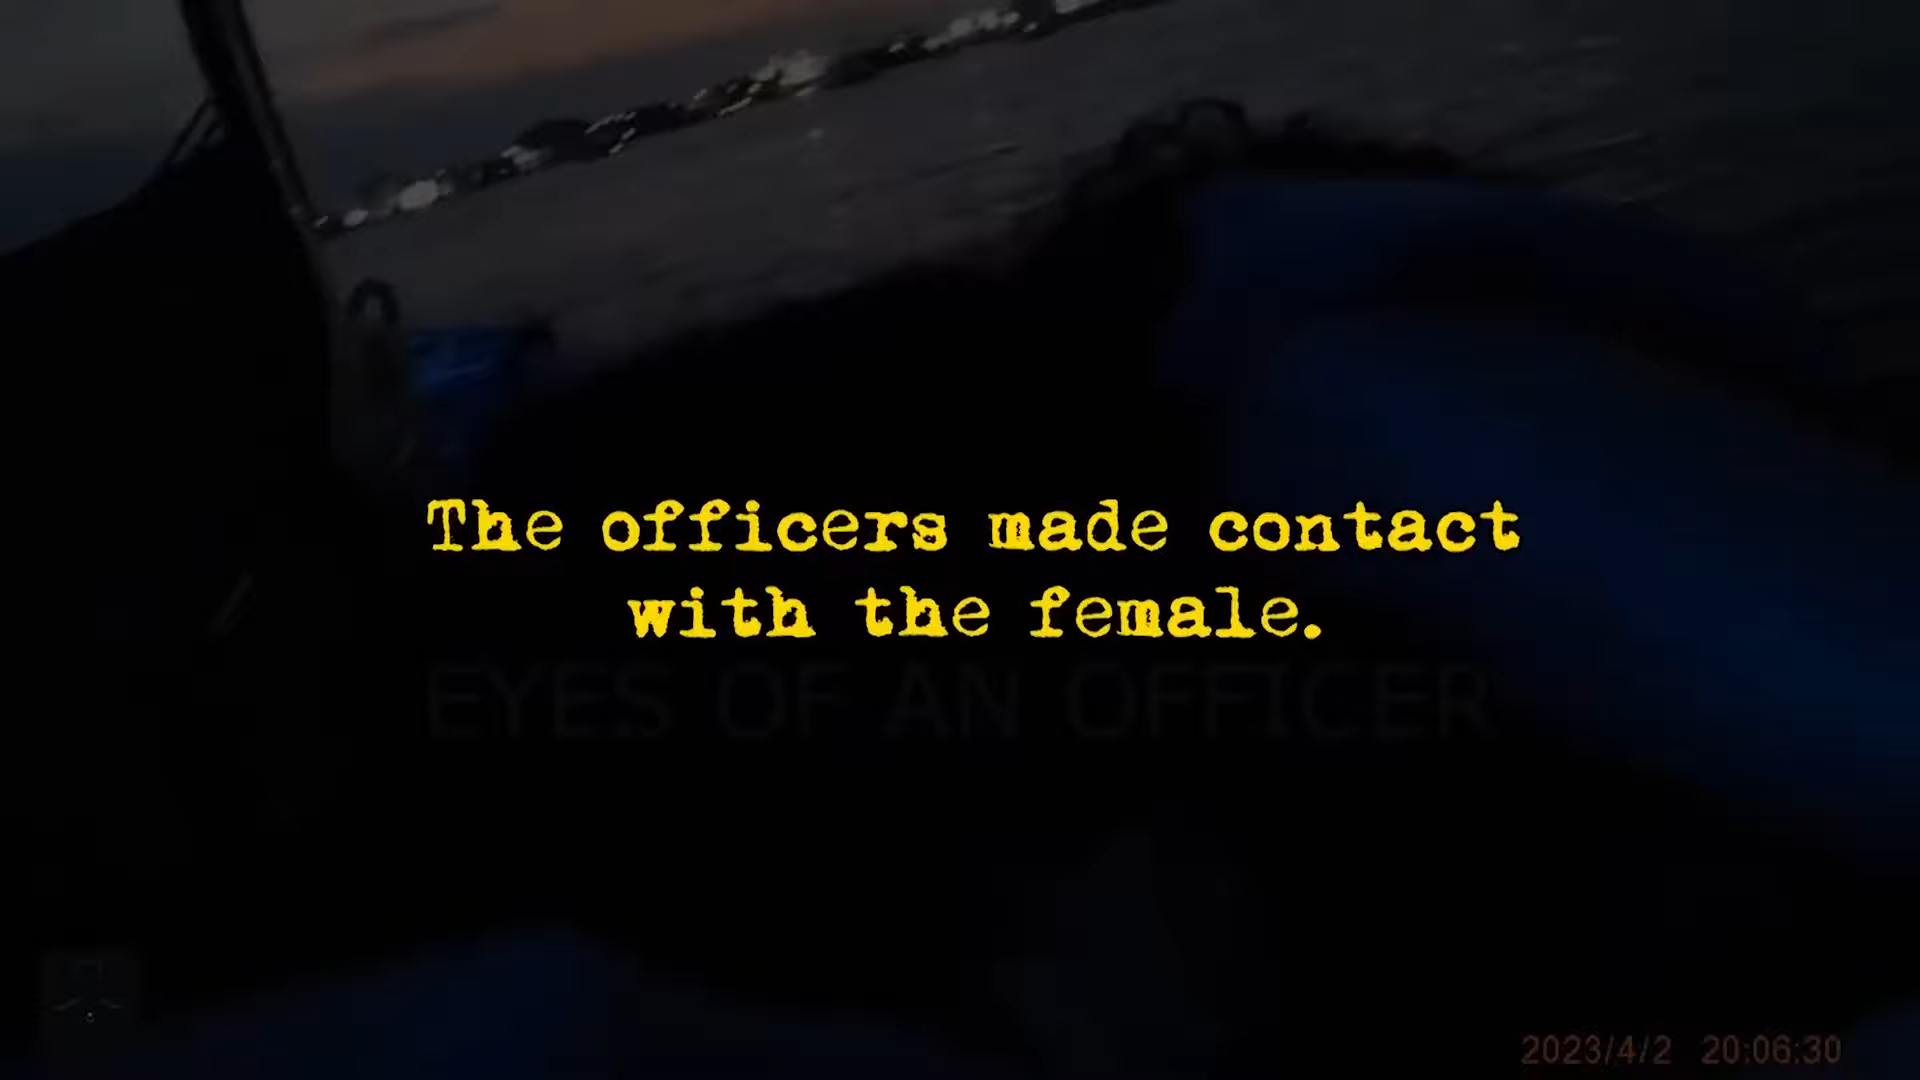 The officers made contact
with the female.
EYES OF AN OFFICER
2023/4/2 20:06:30